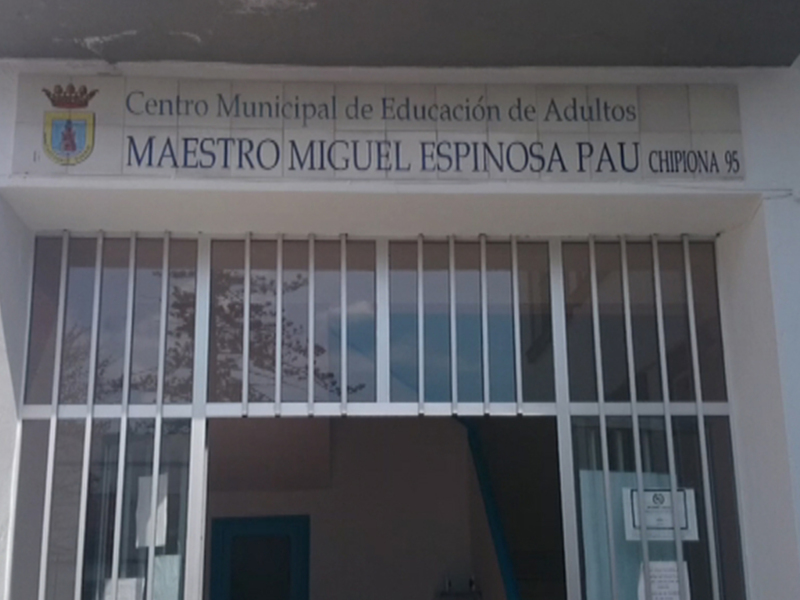 Centro Municipal de Educación de Adultos
MAESTRO MIGUEL ESPINOSA PAU CHIPIONA 95